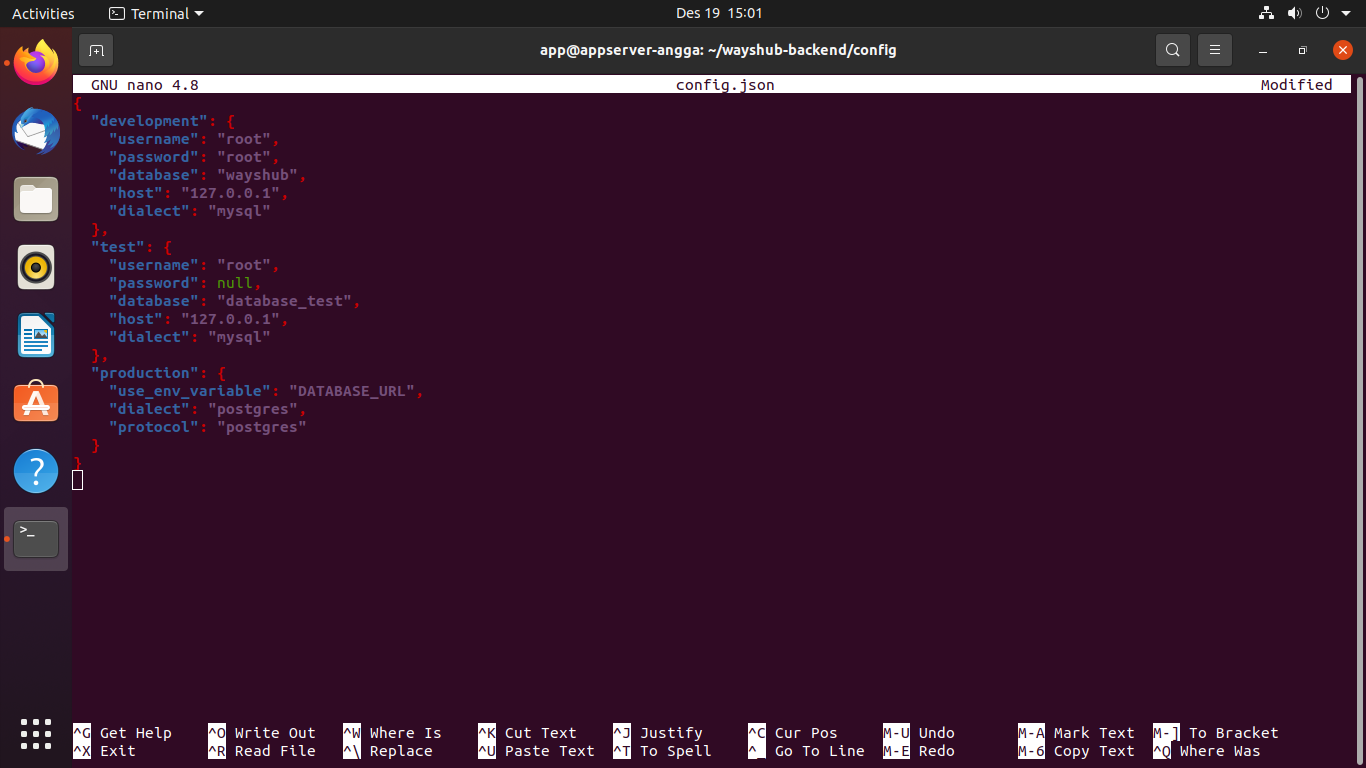 Activities Terminal Des 19 15:01
app@appserver-angga: ~/wayshub-backend/config
GNU nano 4.8 config.json Modified
{
  "development": {
    "username": "root",
    "password": "root",
    "database": "wayshub",
    "host": "127.0.0.1",
    "dialect": "mysql"
  },
  "test": {
    "username": "root",
    "password": null,
    "database": "database_test",
    "host": "127.0.0.1",
    "dialect": "mysql"
  },
  "production": {
    "use_env_variable": "DATABASE_URL",
    "dialect": "postgres",
    "protocol": "postgres"
  }
}
^G Get Help ^O Write Out ^W Where Is ^K Cut Text ^J Justify ^C Cur Pos M-U Undo M-A Mark Text M-] To Bracket
^X Exit ^R Read File ^\ Replace ^U Paste Text ^T To Spell ^_ Go To Line M-E Redo M-6 Copy Text ^Q Where Was